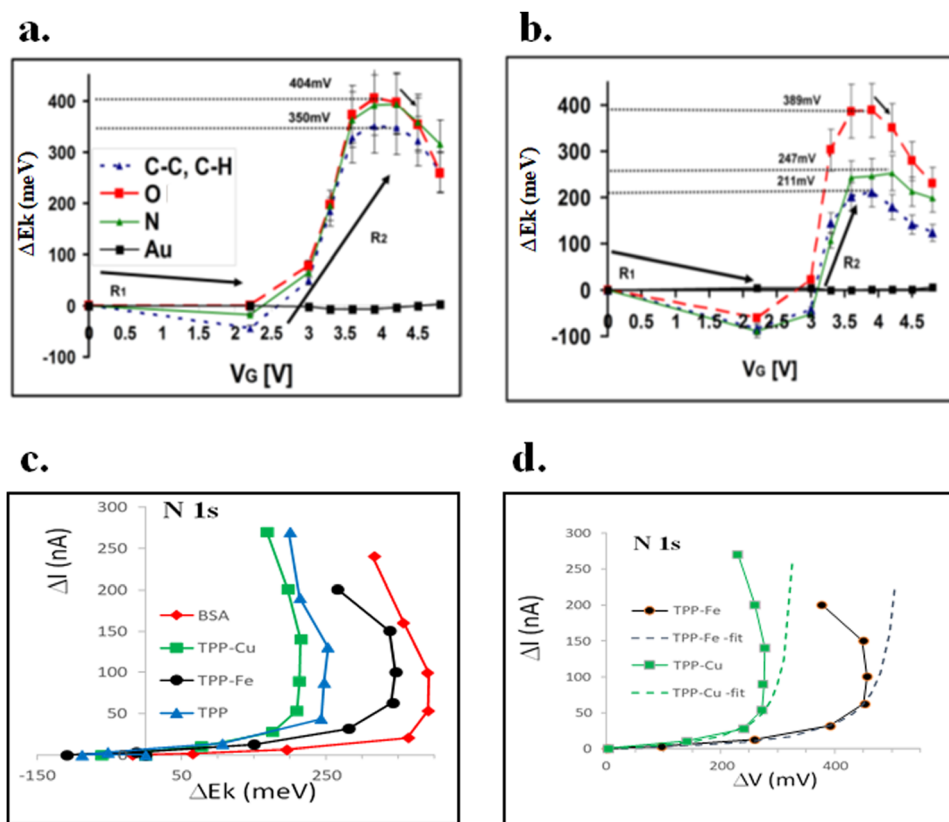 a.
404mV
350mV
C-C, C-H
O
N
Au
R1
R2
400
300
200
100
0
-100
0 0.5 1 1.5 2 2.5 3 3.5 4 4.5
ΔEk (meV)
VG [V]
b.
389mV
247mV
211mV
R1
R2
400
300
200
100
0
-100
0 0.5 1 1.5 2 2.5 3 3.5 4 4.5
ΔEk (meV)
VG [V]
c.
N 1s
BSA
TPP-Cu
TPP-Fe
TPP
300
250
200
150
100
50
0
-150 50 250
ΔI (nA)
ΔEk (meV)
d.
N 1s
TPP-Fe
TPP-Fe -fit
TPP-Cu
TPP-Cu -fit
300
250
200
150
100
50
0
0 200 400
ΔI (nA)
ΔV (mV)